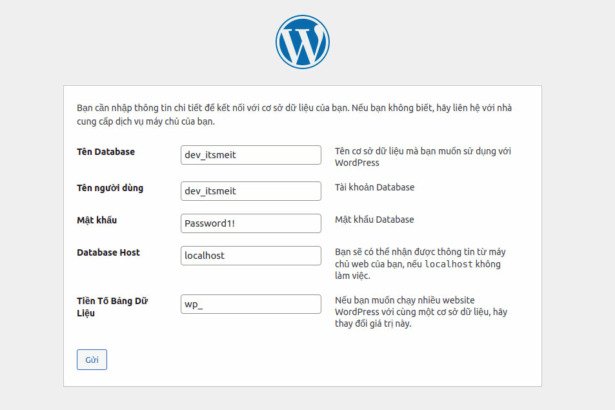 Bạn cần nhập thông tin chi tiết để kết nối với cơ sở dữ liệu của bạn. Nếu bạn không biết, hãy liên hệ với nhà
cung cấp dịch vụ máy chủ của bạn.
Tên Database
dev_itsmeit
Tên cơ sở dữ liệu mà bạn muốn sử dụng với
WordPress
Tên người dùng
dev_itsmeit
Tài khoản Database
Mật khẩu
Password1!
Mật khẩu Database
Database Host
localhost
Bạn sẽ có thể nhận được thông tin từ máy
chủ web của bạn, nếu localhost không
làm việc.
Tiền Tố Bảng Dữ
Liệu
wp_
Nếu bạn muốn chạy nhiều website
WordPress với cùng một cơ sở dữ liệu, hãy
thay đổi giá trị này.
Gửi